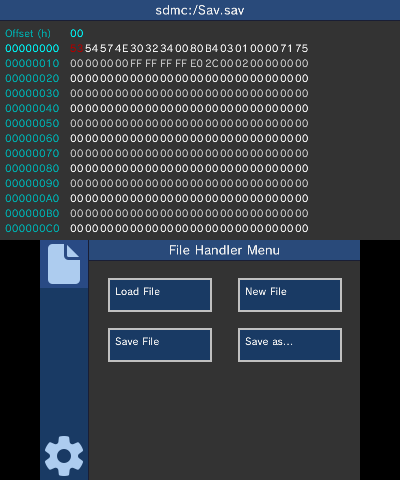 sdmc:/Sav.sav
Offset (h) 00
00000000 54 57 4E 30 32 34 00 80 B4 03 01 00 00 71 75
00000010 00 00 00 00 FF FF FF FF E0 2C 00 02 00 00 00 00
00000020 00 00 00 00 00 00 00 00 00 00 00 00 00 00 00 00
00000030 00 00 00 00 00 00 00 00 00 00 00 00 00 00 00 00
00000040 00 00 00 00 00 00 00 00 00 00 00 00 00 00 00 00
00000050 00 00 00 00 00 00 00 00 00 00 00 00 00 00 00 00
00000060 00 00 00 00 00 00 00 00 00 00 00 00 00 00 00 00
00000070 00 00 00 00 00 00 00 00 00 00 00 00 00 00 00 00
00000080 00 00 00 00 00 00 00 00 00 00 00 00 00 00 00 00
00000090 00 00 00 00 00 00 00 00 00 00 00 00 00 00 00 00
000000A0 00 00 00 00 00 00 00 00 00 00 00 00 00 00 00 00
000000B0 00 00 00 00 00 00 00 00 00 00 00 00 00 00 00 00
000000C0 00 00 00 00 00 00 00 00 00 00 00 00 00 00 00 00
File Handler Menu
Load File New File
Save File Save as...